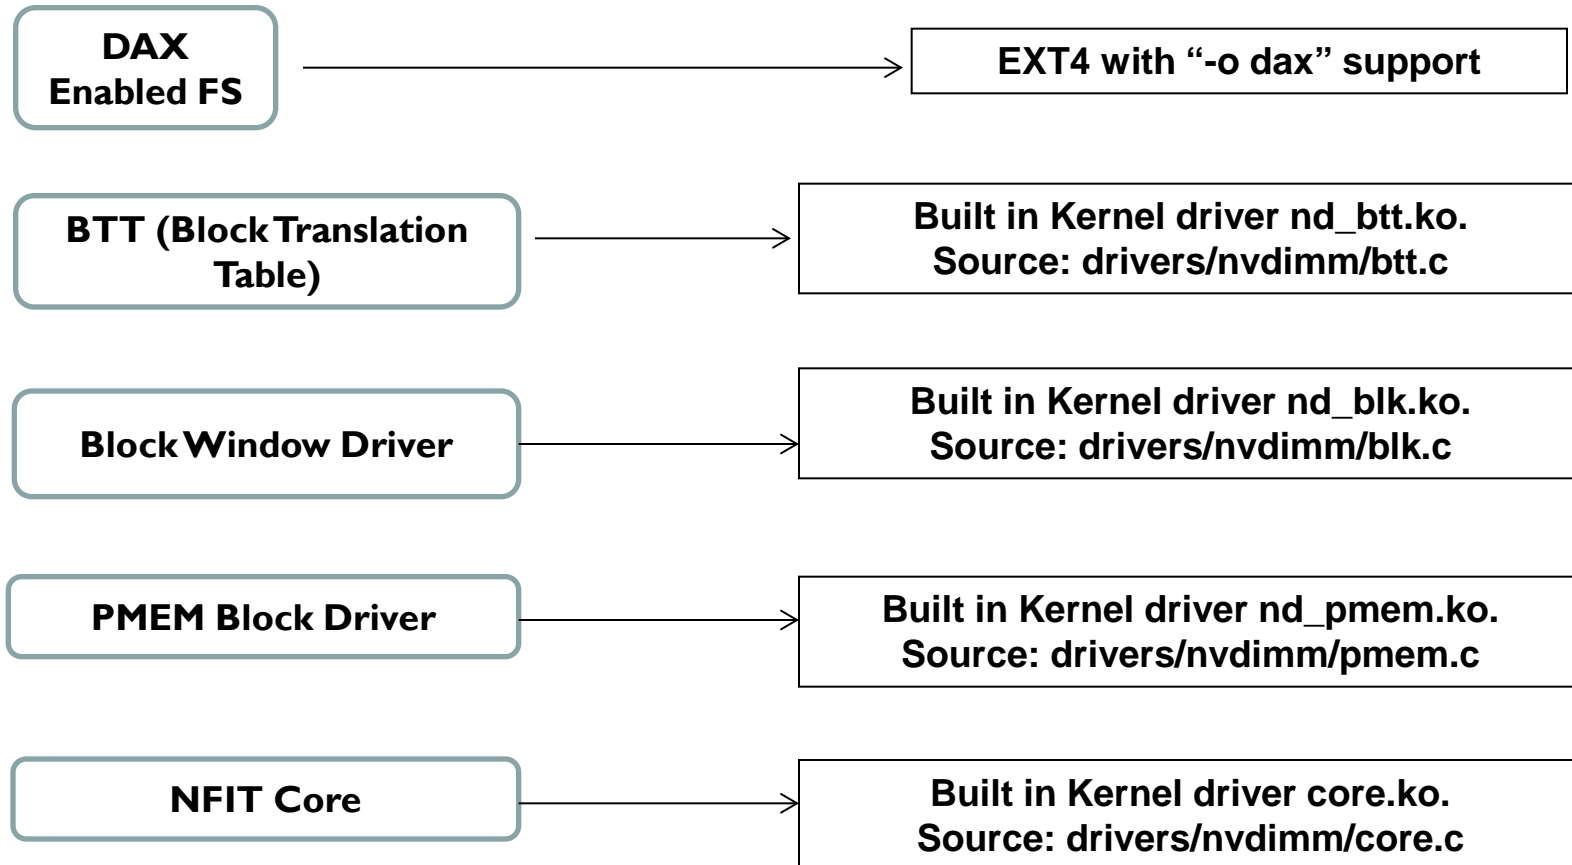 DAX
Enabled FS
EXT4 with “-o dax” support
BTT (Block Translation
Table)
Built in Kernel driver nd_btt.ko.
Source: drivers/nvdimm/btt.c
Block Window Driver
Built in Kernel driver nd_blk.ko.
Source: drivers/nvdimm/blk.c
PMEM Block Driver
Built in Kernel driver nd_pmem.ko.
Source: drivers/nvdimm/pmem.c
NFIT Core
Built in Kernel driver core.ko.
Source: drivers/nvdimm/core.c